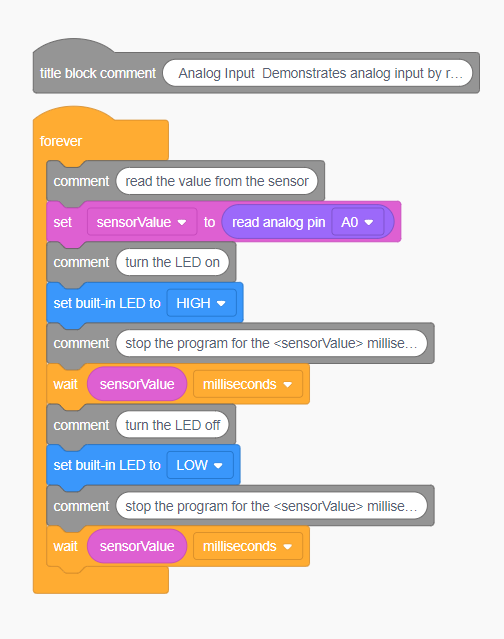 title block comment Analog Input Demonstrates analog input by r...
forever
comment read the value from the sensor
set sensorValue to read analog pin A0
comment turn the LED on
set built-in LED to HIGH
comment stop the program for the <sensorValue> millise...
wait sensorValue milliseconds
comment turn the LED off
set built-in LED to LOW
comment stop the program for the <sensorValue> millise...
wait sensorValue milliseconds